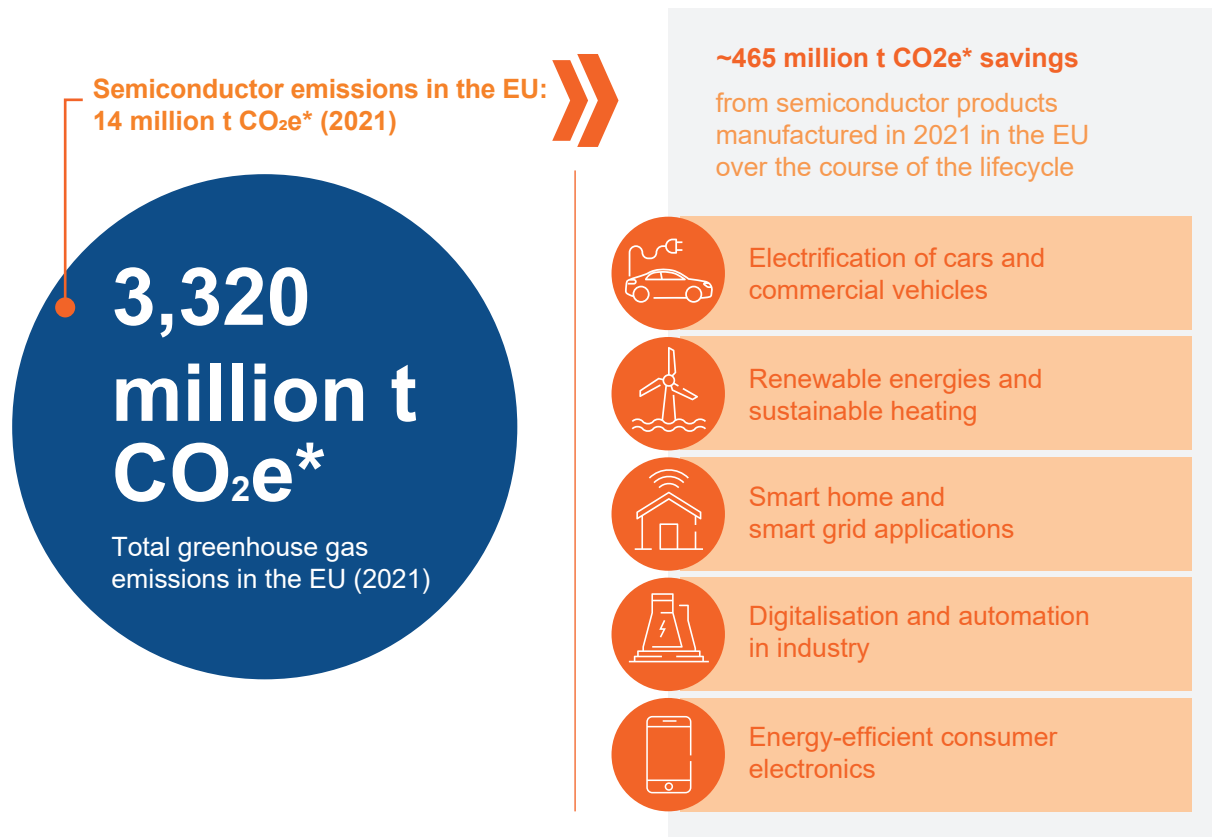 Semiconductor emissions in the EU:
14 million t CO₂e* (2021)
3,320
million t
CO₂e*
Total greenhouse gas
emissions in the EU (2021)
~465 million t CO2e* savings
from semiconductor products
manufactured in 2021 in the EU
over the course of the lifecycle
Electrification of cars and
commercial vehicles
Renewable energies and
sustainable heating
Smart home and
smart grid applications
Digitalisation and automation
in industry
Energy-efficient consumer
electronics